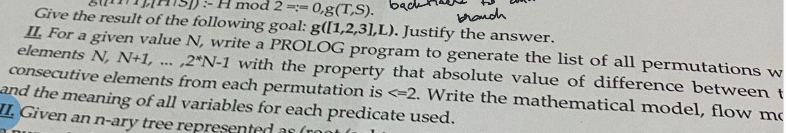 :- H mod 2 =:= 0,g(T,S). back
branch
Give the result of the following goal: g([1,2,3],L). Justify the answer.
II. For a given value N, write a PROLOG program to generate the list of all permutations w
elements N, N+1, ... ,2*N-1 with the property that absolute value of difference between t
consecutive elements from each permutation is <=2. Write the mathematical model, flow mo
and the meaning of all variables for each predicate used.
II. Given an n-ary tree represented as (root